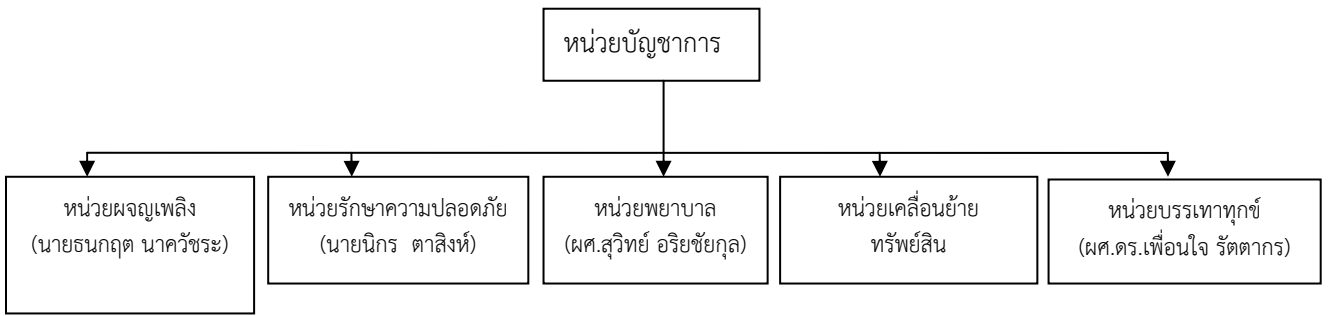 หน่วยบัญชาการ
หน่วยผจญเพลิง
(นายธนกฤต นาควัชระ)
หน่วยรักษาความปลอดภัย
(นายนิกร ตาสิงห์)
หน่วยพยาบาล
(ผศ.สุวิทย์ อริยชัยกุล)
หน่วยเคลื่อนย้าย
ทรัพย์สิน
หน่วยบรรเทาทุกข์
(ผศ.ดร.เพื่อนใจ รัตตากร)